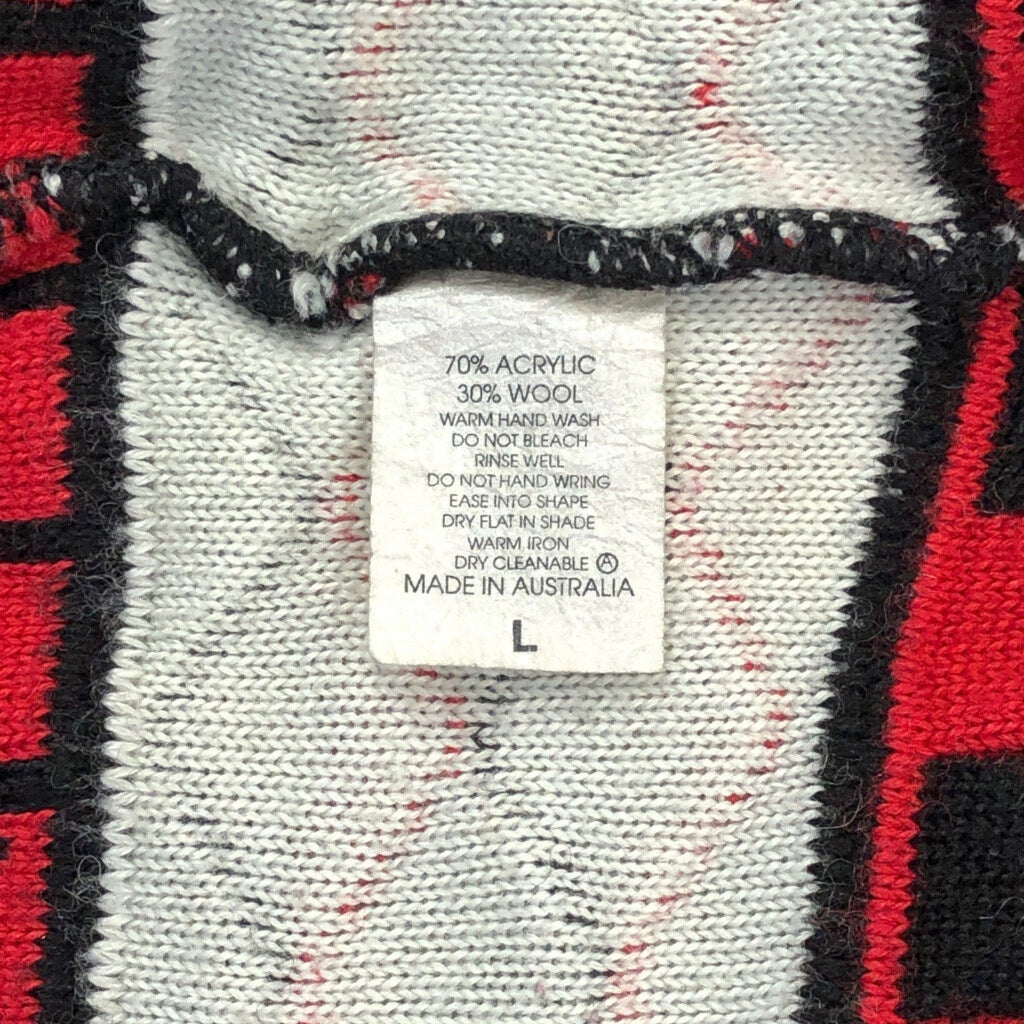 70% ACRYLIC
30% WOOL
WARM HAND WASH
DO NOT BLEACH
RINSE WELL
DO NOT HAND WRING
EASE INTO SHAPE
DRY FLAT IN SHADE
WARM IRON
DRY CLEANABLE Ⓐ
MADE IN AUSTRALIA
L